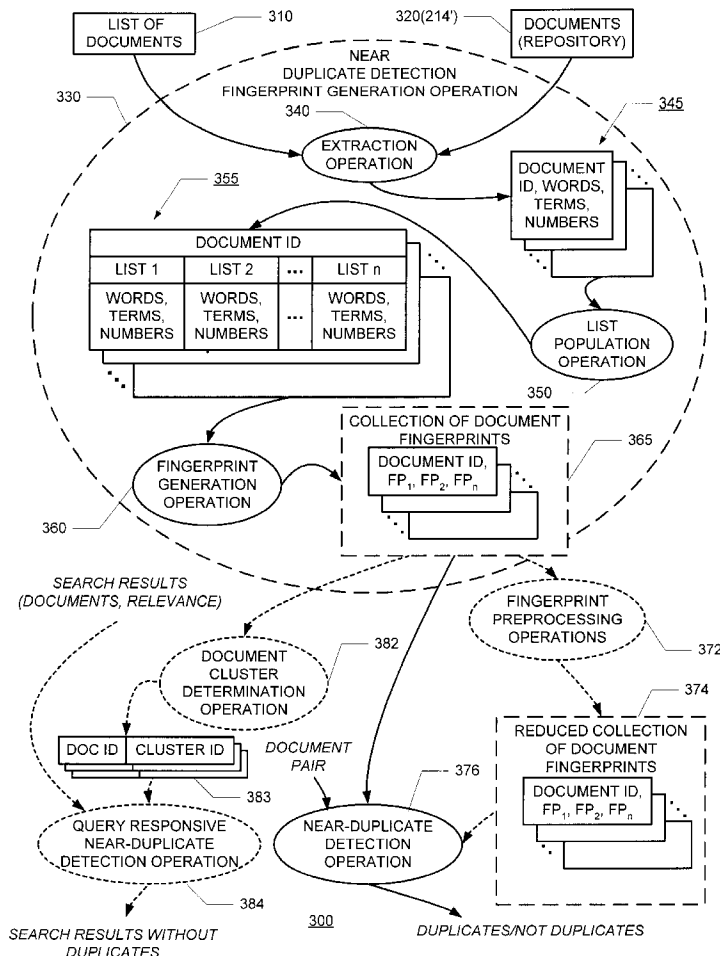 LIST OF
DOCUMENTS
310
320(214')
DOCUMENTS
(REPOSITORY)
NEAR
DUPLICATE DETECTION
FINGERPRINT GENERATION OPERATION
330
340
345
EXTRACTION
OPERATION
DOCUMENT
ID, WORDS,
TERMS,
NUMBERS
355
DOCUMENT ID
LIST 1
LIST 2
...
LIST n
WORDS,
TERMS,
NUMBERS
WORDS,
TERMS,
NUMBERS
...
WORDS,
TERMS,
NUMBERS
LIST
POPULATION
OPERATION
350
COLLECTION OF DOCUMENT
FINGERPRINTS
365
DOCUMENT ID,
FP1, FP2, FPn
FINGERPRINT
GENERATION
OPERATION
360
SEARCH RESULTS
(DOCUMENTS, RELEVANCE)
FINGERPRINT
PREPROCESSING
OPERATIONS
372
382
DOCUMENT
CLUSTER
DETERMINATION
OPERATION
374
DOC ID
CLUSTER ID
383
DOCUMENT
PAIR
376
REDUCED COLLECTION
OF DOCUMENT
FINGERPRINTS
DOCUMENT ID,
FP1, FP2, FPn
QUERY RESPONSIVE
NEAR-DUPLICATE
DETECTION OPERATION
NEAR-DUPLICATE
DETECTION
OPERATION
384
300
SEARCH RESULTS WITHOUT
DUPLICATES
DUPLICATES/NOT DUPLICATES